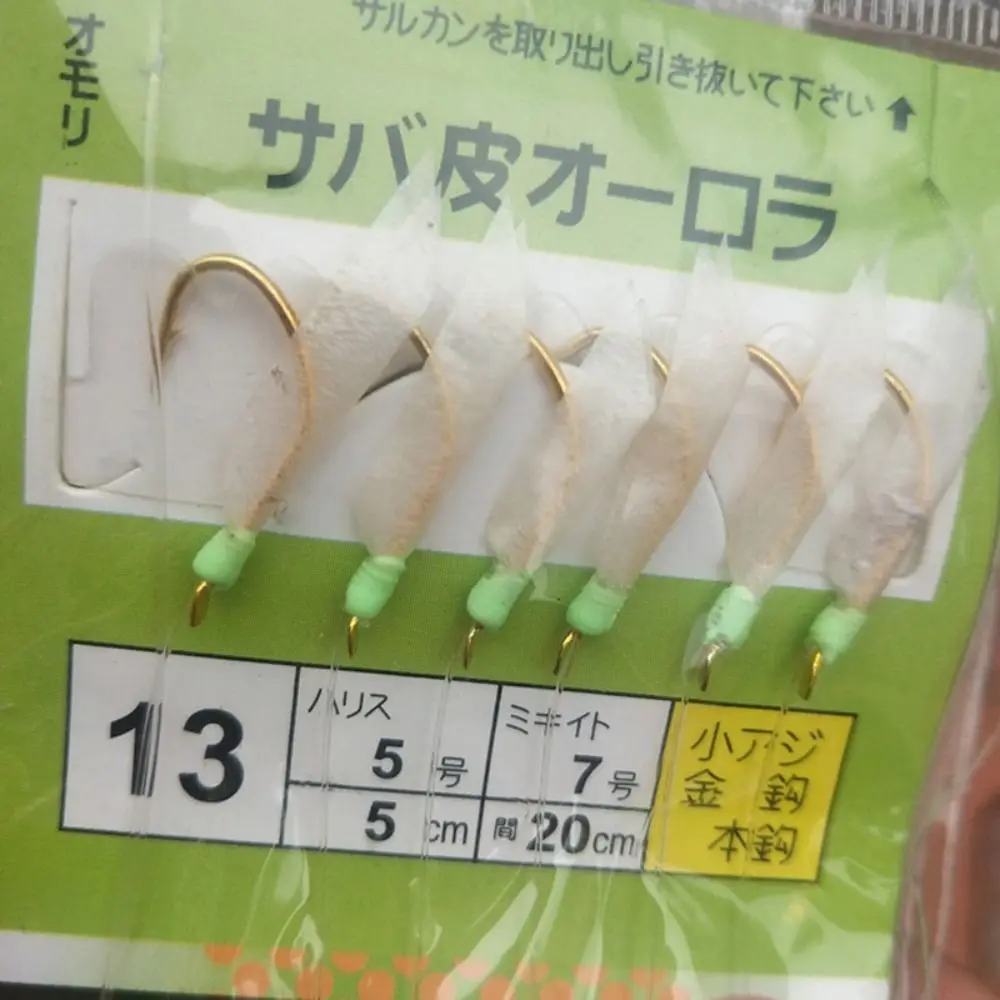 オモリ
サルカンを取り出し引き抜いて下さい ↑
サバ皮オーロラ
13
ハリス
5号
5cm
ミキイト
7号
間20cm
小アジ
金 鈎
本鈎